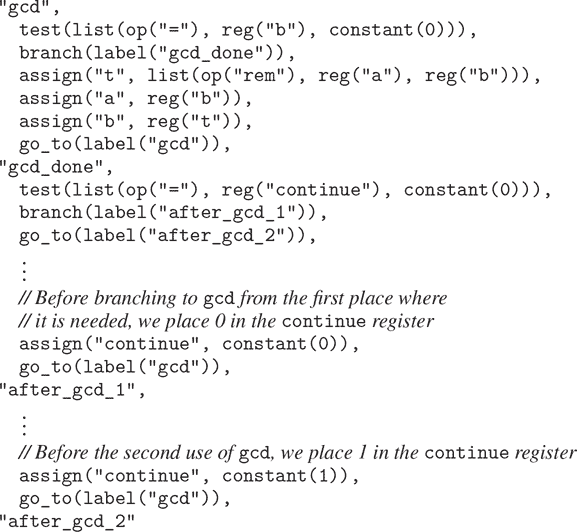 "gcd",
  test(list(op("="), reg("b"), constant(0))),
  branch(label("gcd_done")),
  assign("t", list(op("rem"), reg("a"), reg("b"))),
  assign("a", reg("b")),
  assign("b", reg("t")),
  go_to(label("gcd")),
"gcd_done",
  test(list(op("="), reg("continue"), constant(0))),
  branch(label("after_gcd_1")),
  go_to(label("after_gcd_2")),
  ⋮
  // Before branching to gcd from the first place where
  // it is needed, we place 0 in the continue register
  assign("continue", constant(0)),
  go_to(label("gcd")),
"after_gcd_1",
  ⋮
  // Before the second use of gcd, we place 1 in the continue register
  assign("continue", constant(1)),
  go_to(label("gcd")),
"after_gcd_2"